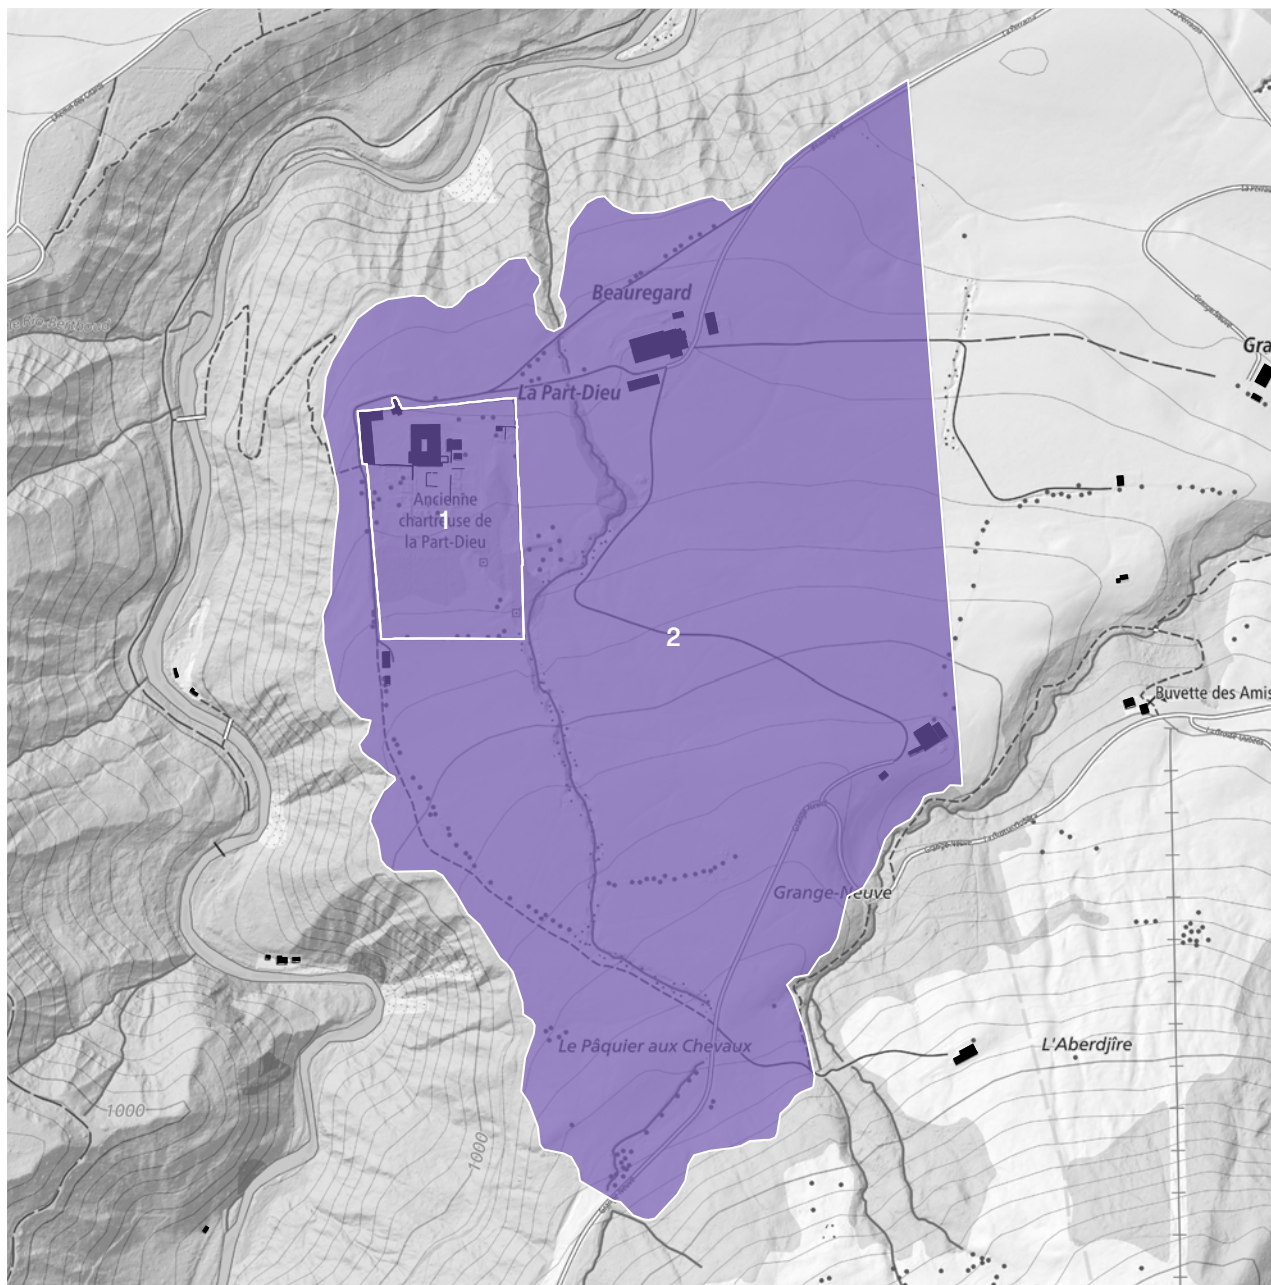 Beauregard
La Part-Dieu
Gra
Ancienne
chartreuse de
la Part-Dieu
1
2
Buvette des Amis
Grange-Neuve
Le Pâquier aux Chevaux
L'Aberdjîre
1000
1000